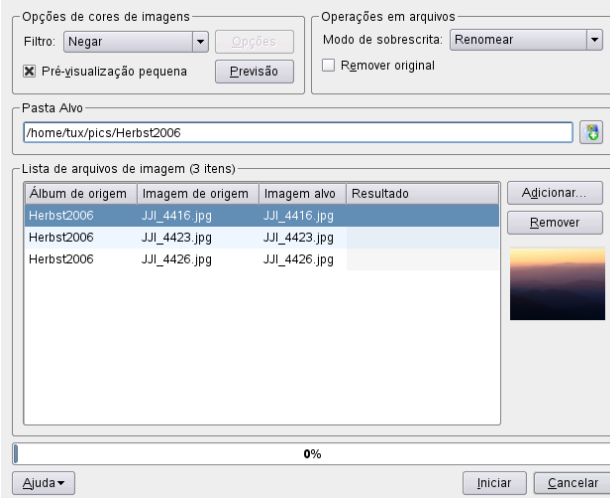 Opções de cores de imagens
Filtro: Negar
Opções
Pré-visualização pequena
Previsão
Operações em arquivos
Modo de sobrescrita: Renomear
Remover original
Pasta Alvo
/home/tux/pics/Herbst2006
Lista de arquivos de imagem (3 itens)
Álbum de origem Imagem de origem Imagem alvo Resultado
Herbst2006 JJI_4416.jpg JJI_4416.jpg
Herbst2006 JJI_4423.jpg JJI_4423.jpg
Herbst2006 JJI_4426.jpg JJI_4426.jpg
Adicionar...
Remover
0%
Ajuda
Iniciar
Cancelar